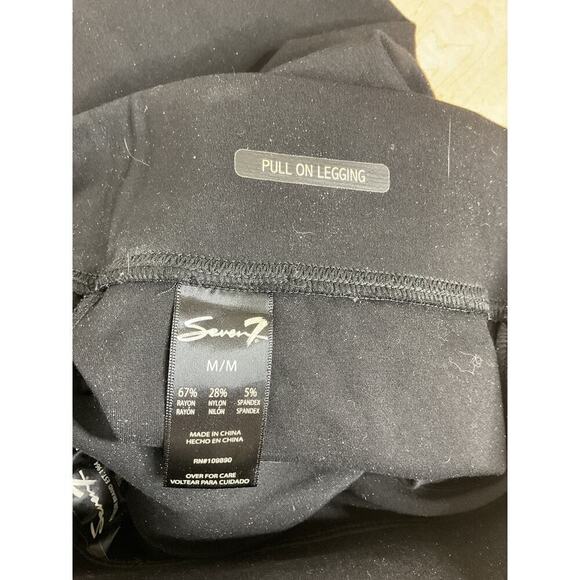 PULL ON LEGGING
Seven7
M/M
67% 28% 5%
RAYON NYLON SPANDEX
RAYÓN NILÓN SPANDEX
MADE IN CHINA
HECHO EN CHINA
RN#109890
OVER FOR CARE
VOLTEAR PARA CUIDADO